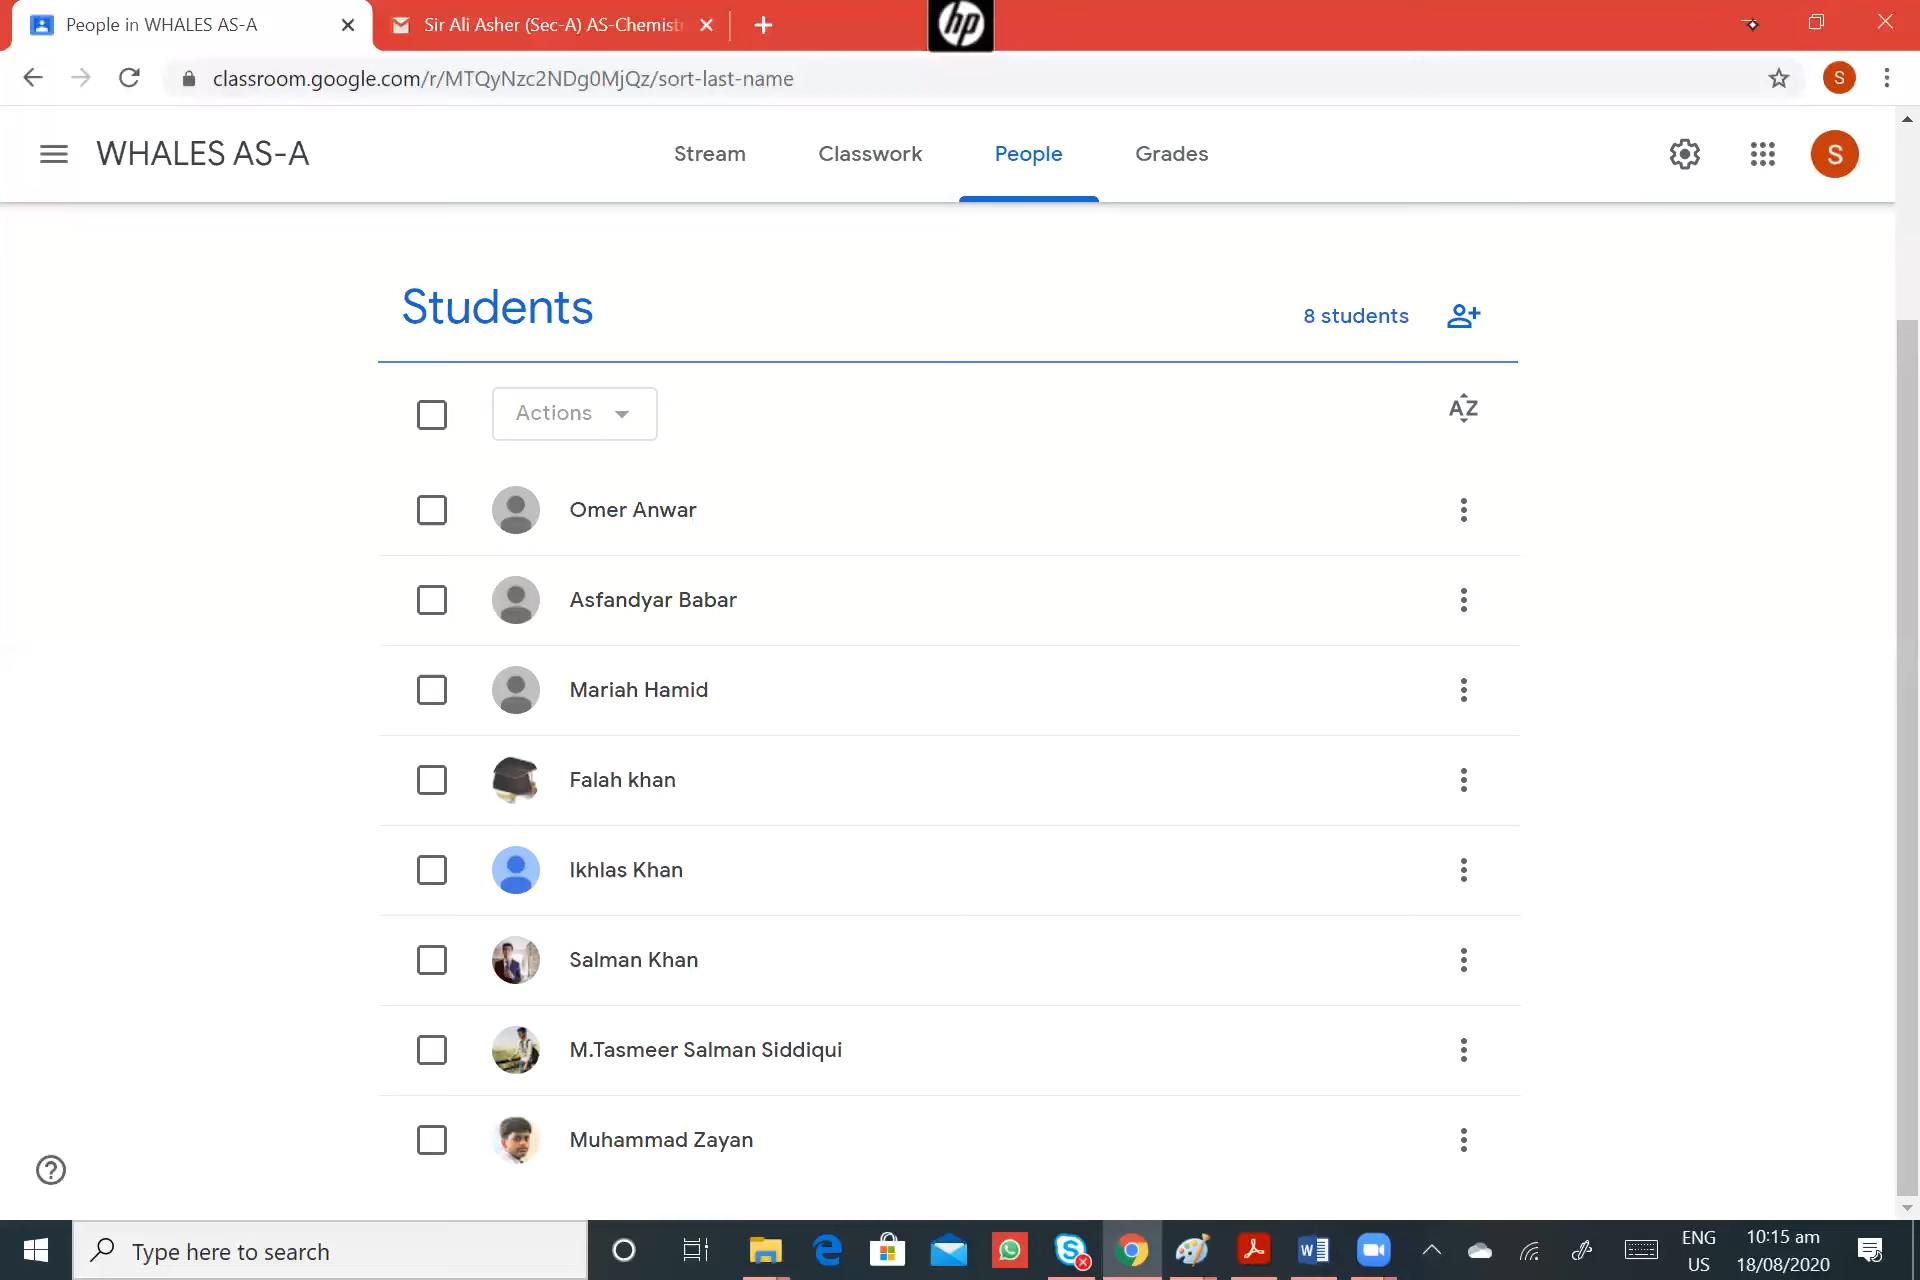 People in WHALES AS-A
Sir Ali Asher (Sec-A) AS-Chemist
hp
classroom.google.com/r/MTQyNzc2NDg0MjQz/sort-last-name
S
WHALES AS-A
Stream
Classwork
People
Grades
S
Students
8 students
Actions
AZ
Omer Anwar
Asfandyar Babar
Mariah Hamid
Falah khan
Ikhlas Khan
Salman Khan
M.Tasmeer Salman Siddiqui
Muhammad Zayan
Type here to search
ENG
US
10:15 am
18/08/2020